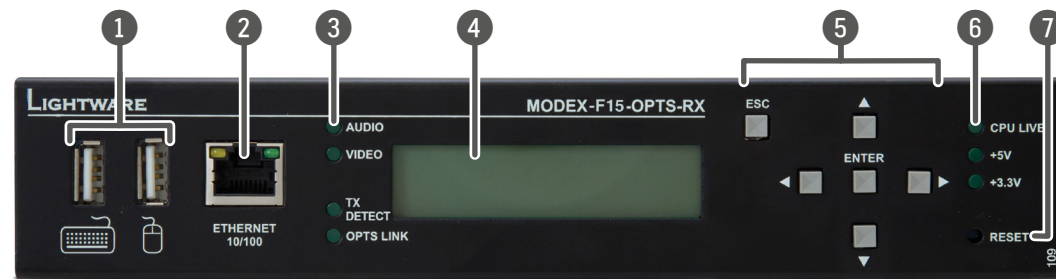 1
2
3
4
5
6
7
LIGHTWARE
MODEX-F15-OPTS-RX
AUDIO
VIDEO
TX
DETECT
OPTS LINK
ETHERNET
10/100
ESC
ENTER
CPU LIVE
+5V
+3.3V
RESET
109